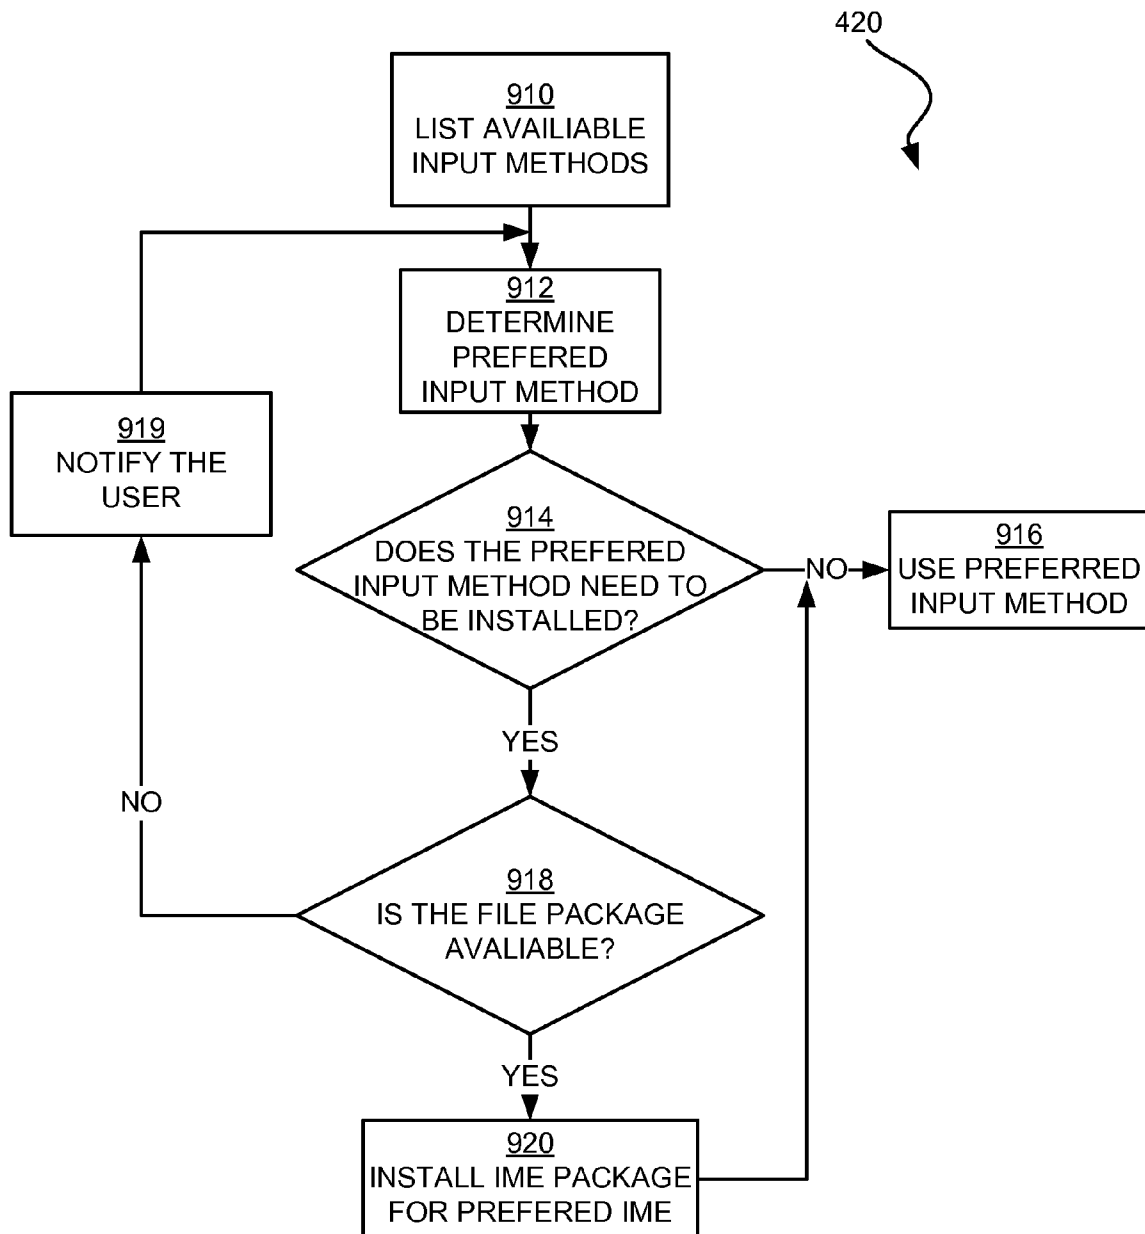 420
910
LIST AVAILIABLE
INPUT METHODS
912
DETERMINE
PREFERED
INPUT METHOD
919
NOTIFY THE
USER
914
DOES THE PREFERED
INPUT METHOD NEED TO
BE INSTALLED?
NO
916
USE PREFERRED
INPUT METHOD
YES
NO
918
IS THE FILE PACKAGE
AVALIABLE?
YES
920
INSTALL IME PACKAGE
FOR PREFERED IME